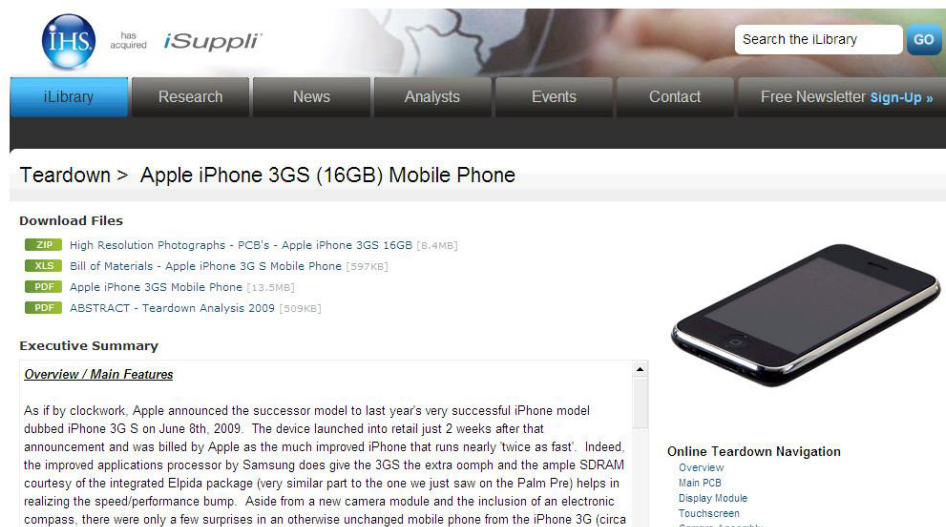 IHS
has
acquired
iSuppli
Search the iLibrary
GO
iLibrary
Research
News
Analysts
Events
Contact
Free Newsletter Sign-Up »
Teardown > Apple iPhone 3GS (16GB) Mobile Phone
Download Files
ZIP High Resolution Photographs - PCB's - Apple iPhone 3GS 16GB [8.4MB]
XLS Bill of Materials - Apple iPhone 3G S Mobile Phone [597KB]
PDF Apple iPhone 3GS Mobile Phone [13.5MB]
PDF ABSTRACT - Teardown Analysis 2009 [509KB]
Executive Summary
Overview / Main Features
As if by clockwork, Apple announced the successor model to last year's very successful iPhone model
dubbed iPhone 3G S on June 8th, 2009. The device launched into retail just 2 weeks after that
announcement and was billed by Apple as the much improved iPhone that runs nearly 'twice as fast'. Indeed,
the improved applications processor by Samsung does give the 3GS the extra oomph and the ample SDRAM
courtesy of the integrated Elpida package (very similar part to the one we just saw on the Palm Pre) helps in
realizing the speed/performance bump. Aside from a new camera module and the inclusion of an electronic
compass, there were only a few surprises in an otherwise unchanged mobile phone from the iPhone 3G (circa
Online Teardown Navigation
Overview
Main PCB
Display Module
Touchscreen
Camera Assembly